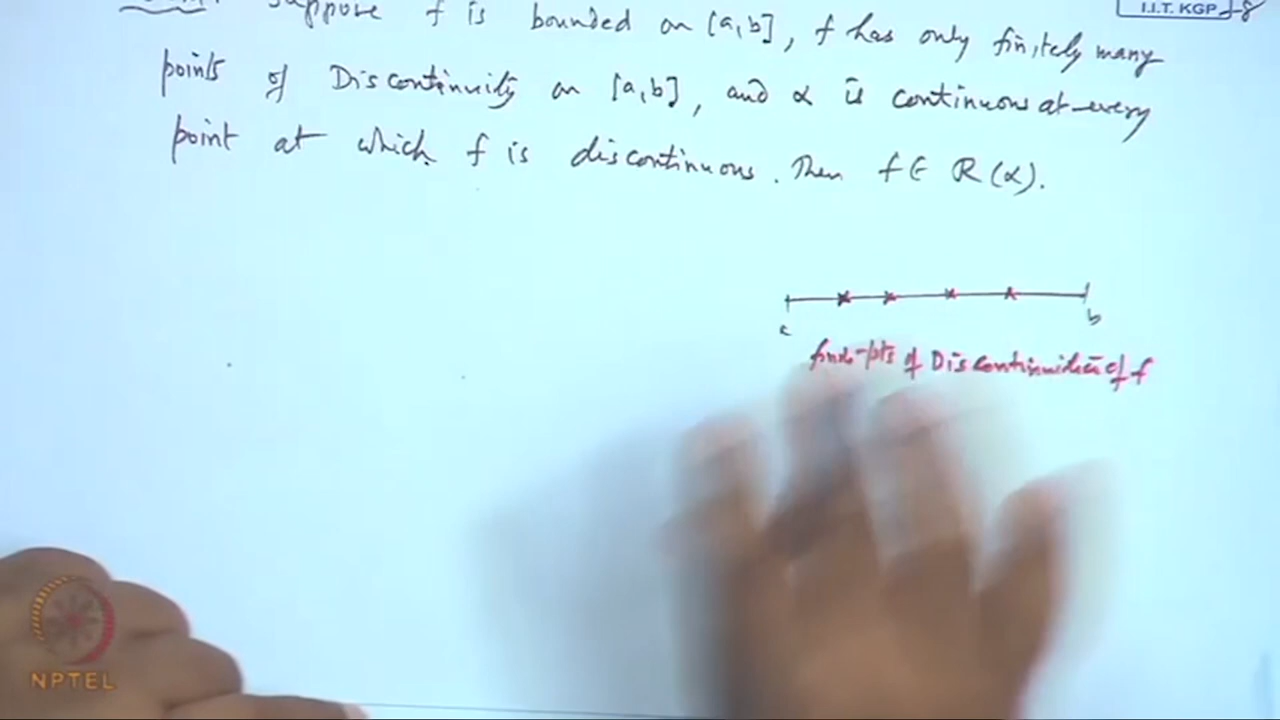 suppose f is bounded on [a,b], f has only finitely many
I.I.T. KGP
points of Discontinuity on [a,b], and α is continuous at every
point at which f is discontinuous. Then f ∈ R(α).
b
-pts of Discontinuities of f
NPTEL